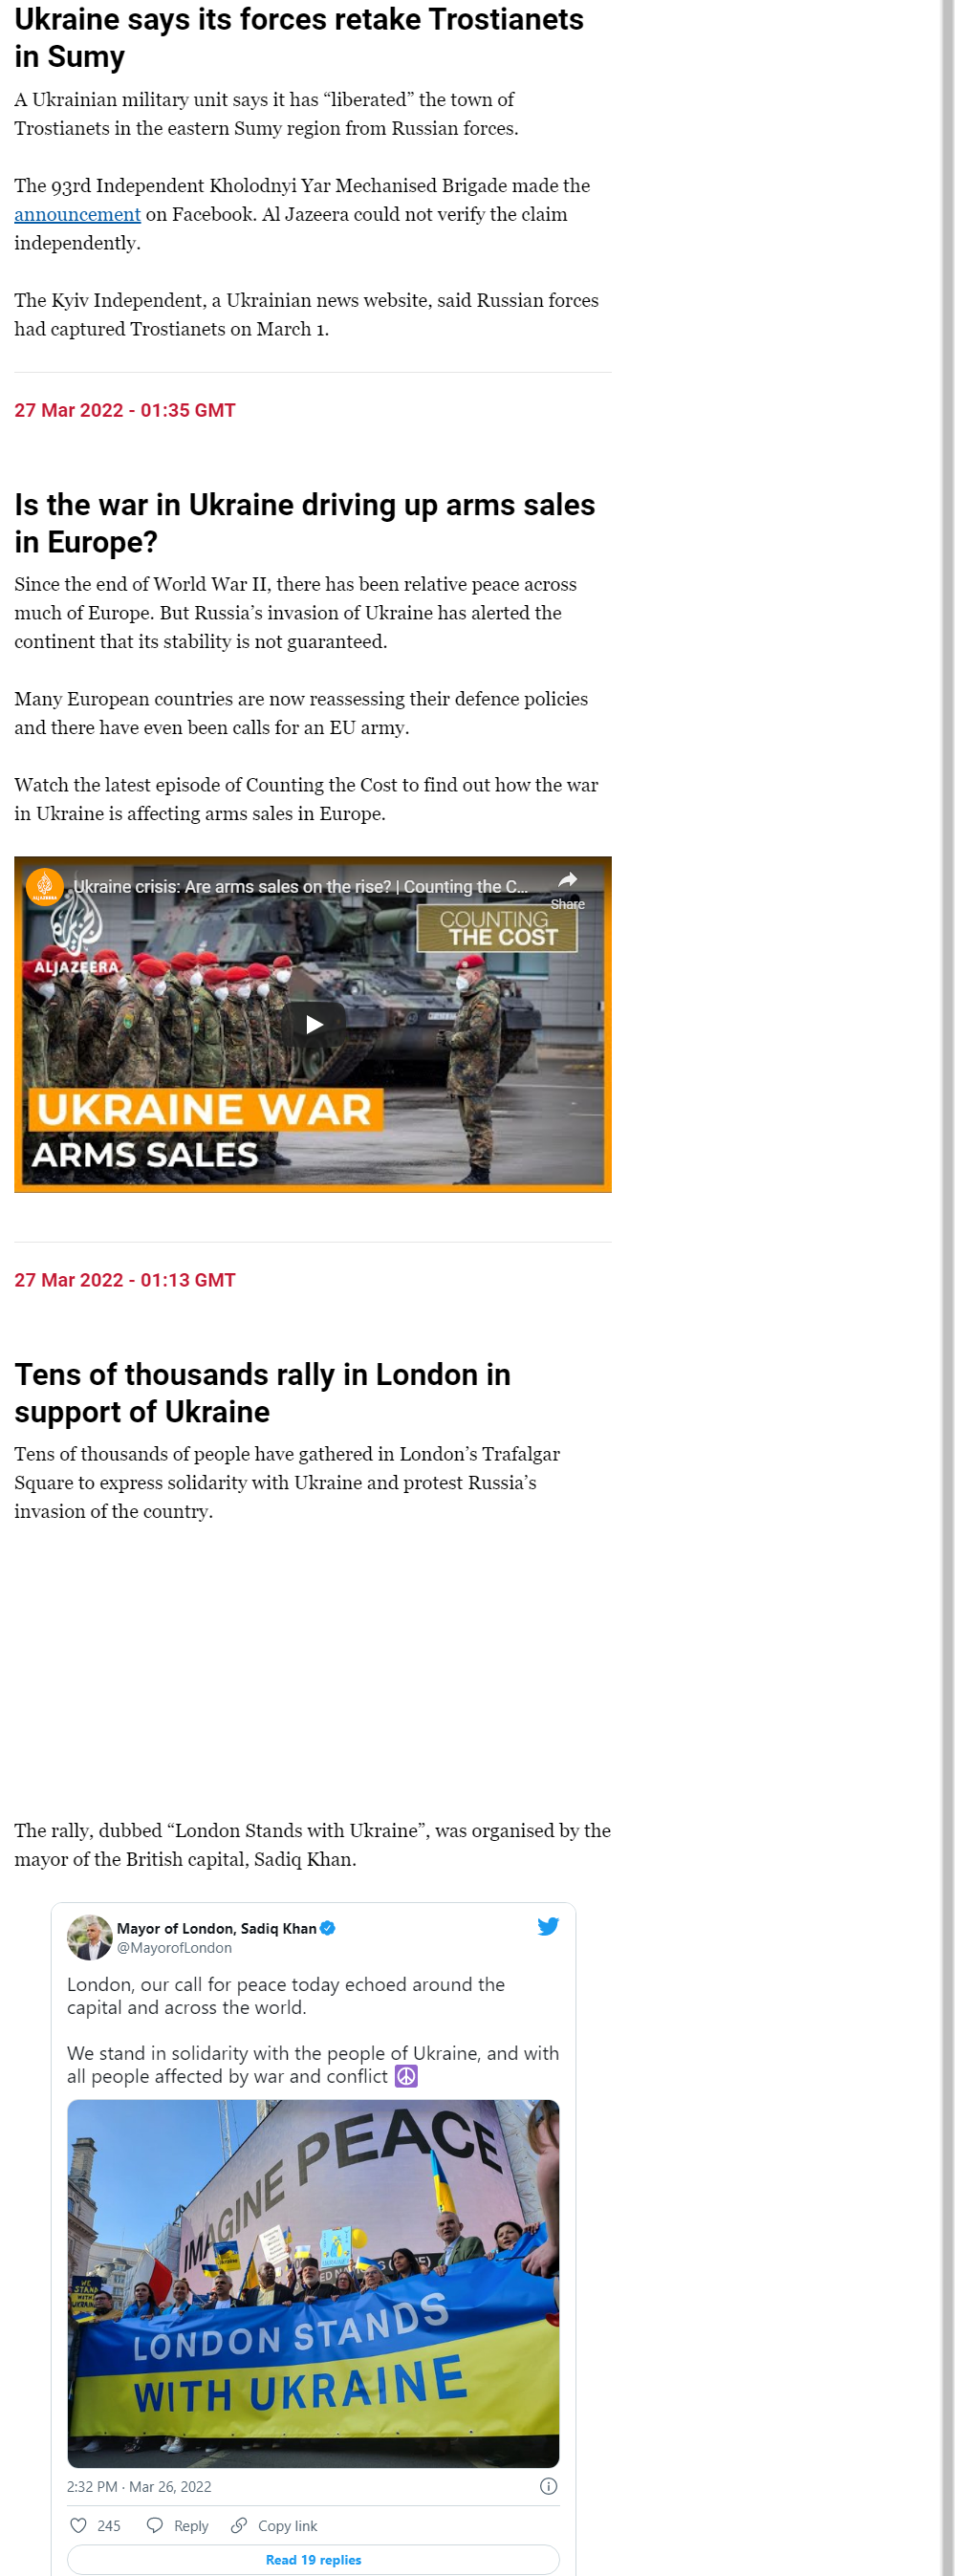 Ukraine says its forces retake Trostianets
in Sumy
A Ukrainian military unit says it has “liberated” the town of
Trostianets in the eastern Sumy region from Russian forces.
The 93rd Independent Kholodnyi Yar Mechanised Brigade made the
announcement on Facebook. Al Jazeera could not verify the claim
independently.
The Kyiv Independent, a Ukrainian news website, said Russian forces
had captured Trostianets on March 1.
27 Mar 2022 - 01:35 GMT
Is the war in Ukraine driving up arms sales
in Europe?
Since the end of World War II, there has been relative peace across
much of Europe. But Russia’s invasion of Ukraine has alerted the
continent that its stability is not guaranteed.
Many European countries are now reassessing their defence policies
and there have even been calls for an EU army.
Watch the latest episode of Counting the Cost to find out how the war
in Ukraine is affecting arms sales in Europe.
Ukraine crisis: Are arms sales on the rise? | Counting the C...
Share
COUNTING
THE COST
ALJAZEERA
UKRAINE WAR
ARMS SALES
27 Mar 2022 - 01:13 GMT
Tens of thousands rally in London in
support of Ukraine
Tens of thousands of people have gathered in London’s Trafalgar
Square to express solidarity with Ukraine and protest Russia’s
invasion of the country.
The rally, dubbed “London Stands with Ukraine”, was organised by the
mayor of the British capital, Sadiq Khan.
Mayor of London, Sadiq Khan
@MayorofLondon
London, our call for peace today echoed around the
capital and across the world.
We stand in solidarity with the people of Ukraine, and with
all people affected by war and conflict ☮️
IMAGINE PEACE
WE
STAND
WITH
UKRAINE
LONDON STANDS
WITH UKRAINE
2:32 PM · Mar 26, 2022
245 Reply Copy link
Read 19 replies